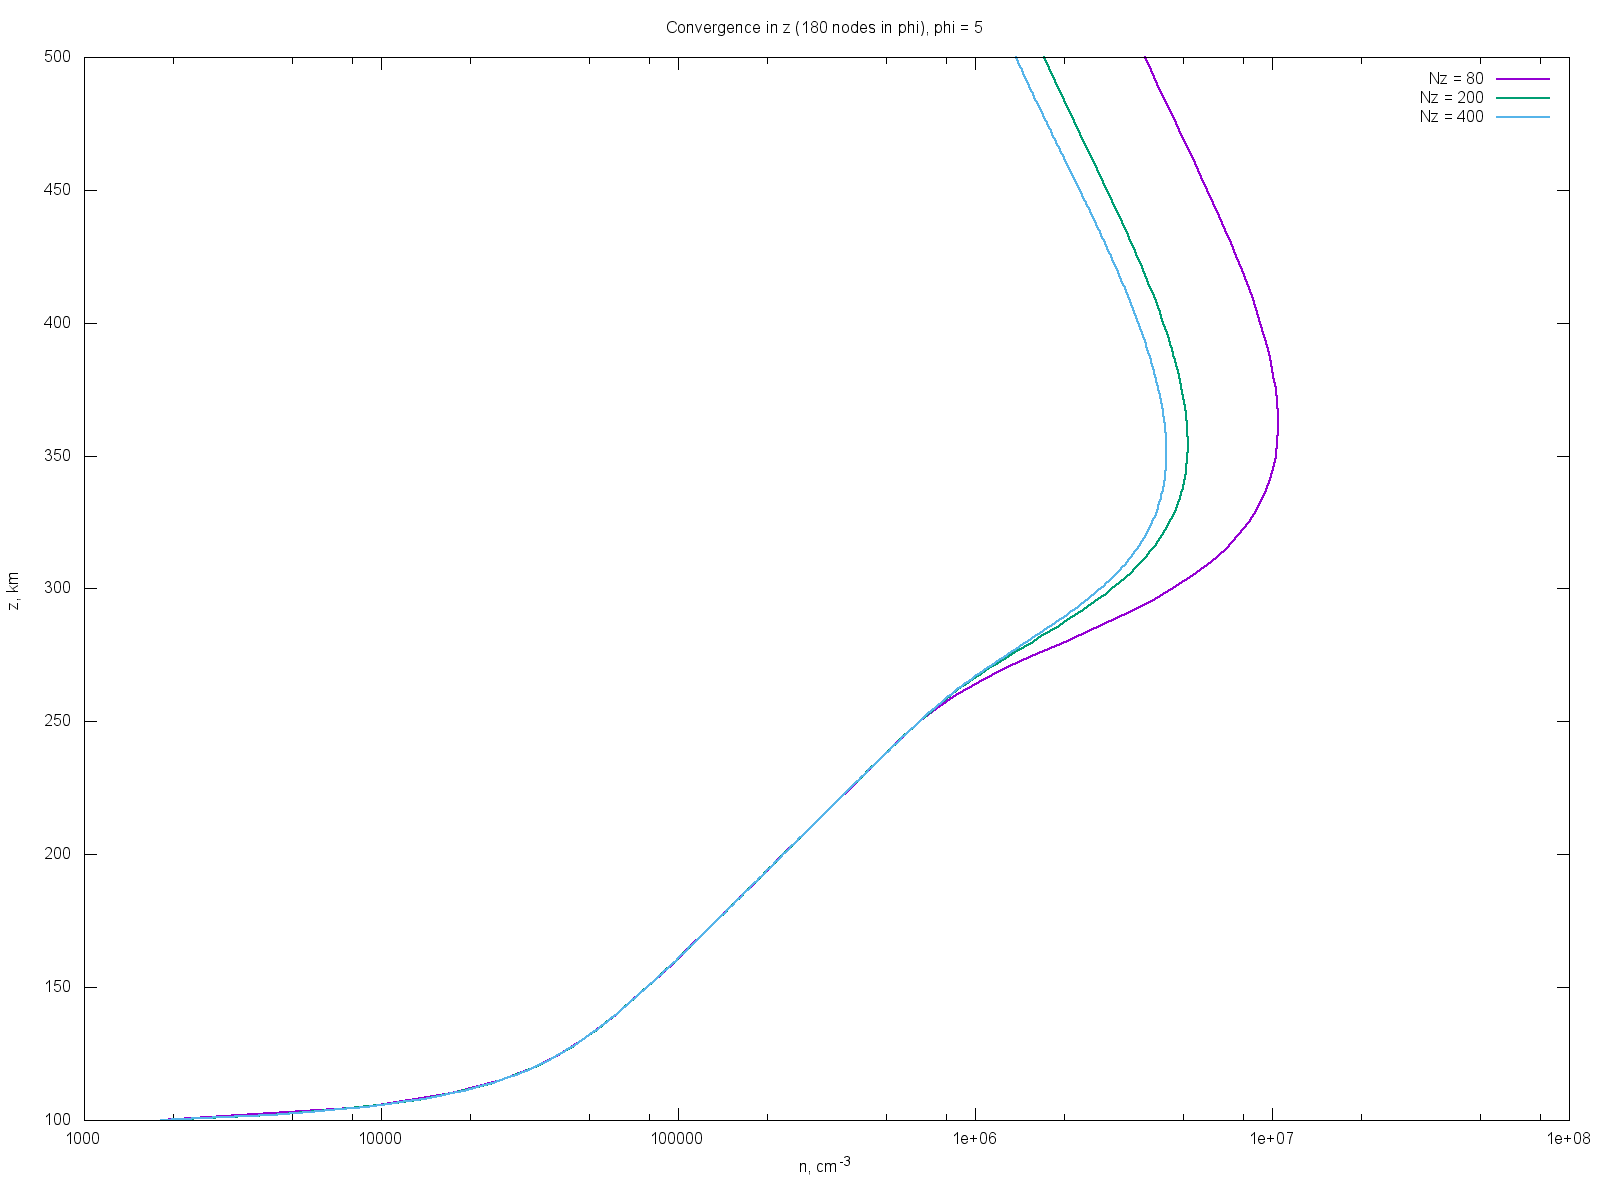 Convergence in z (180 nodes in phi), phi = 5
500
450
400
350
300
250
200
150
100
z, km
Nz = 80
Nz = 200
Nz = 400
1000
10000
100000
1e+06
1e+07
1e+08
n, cm-3